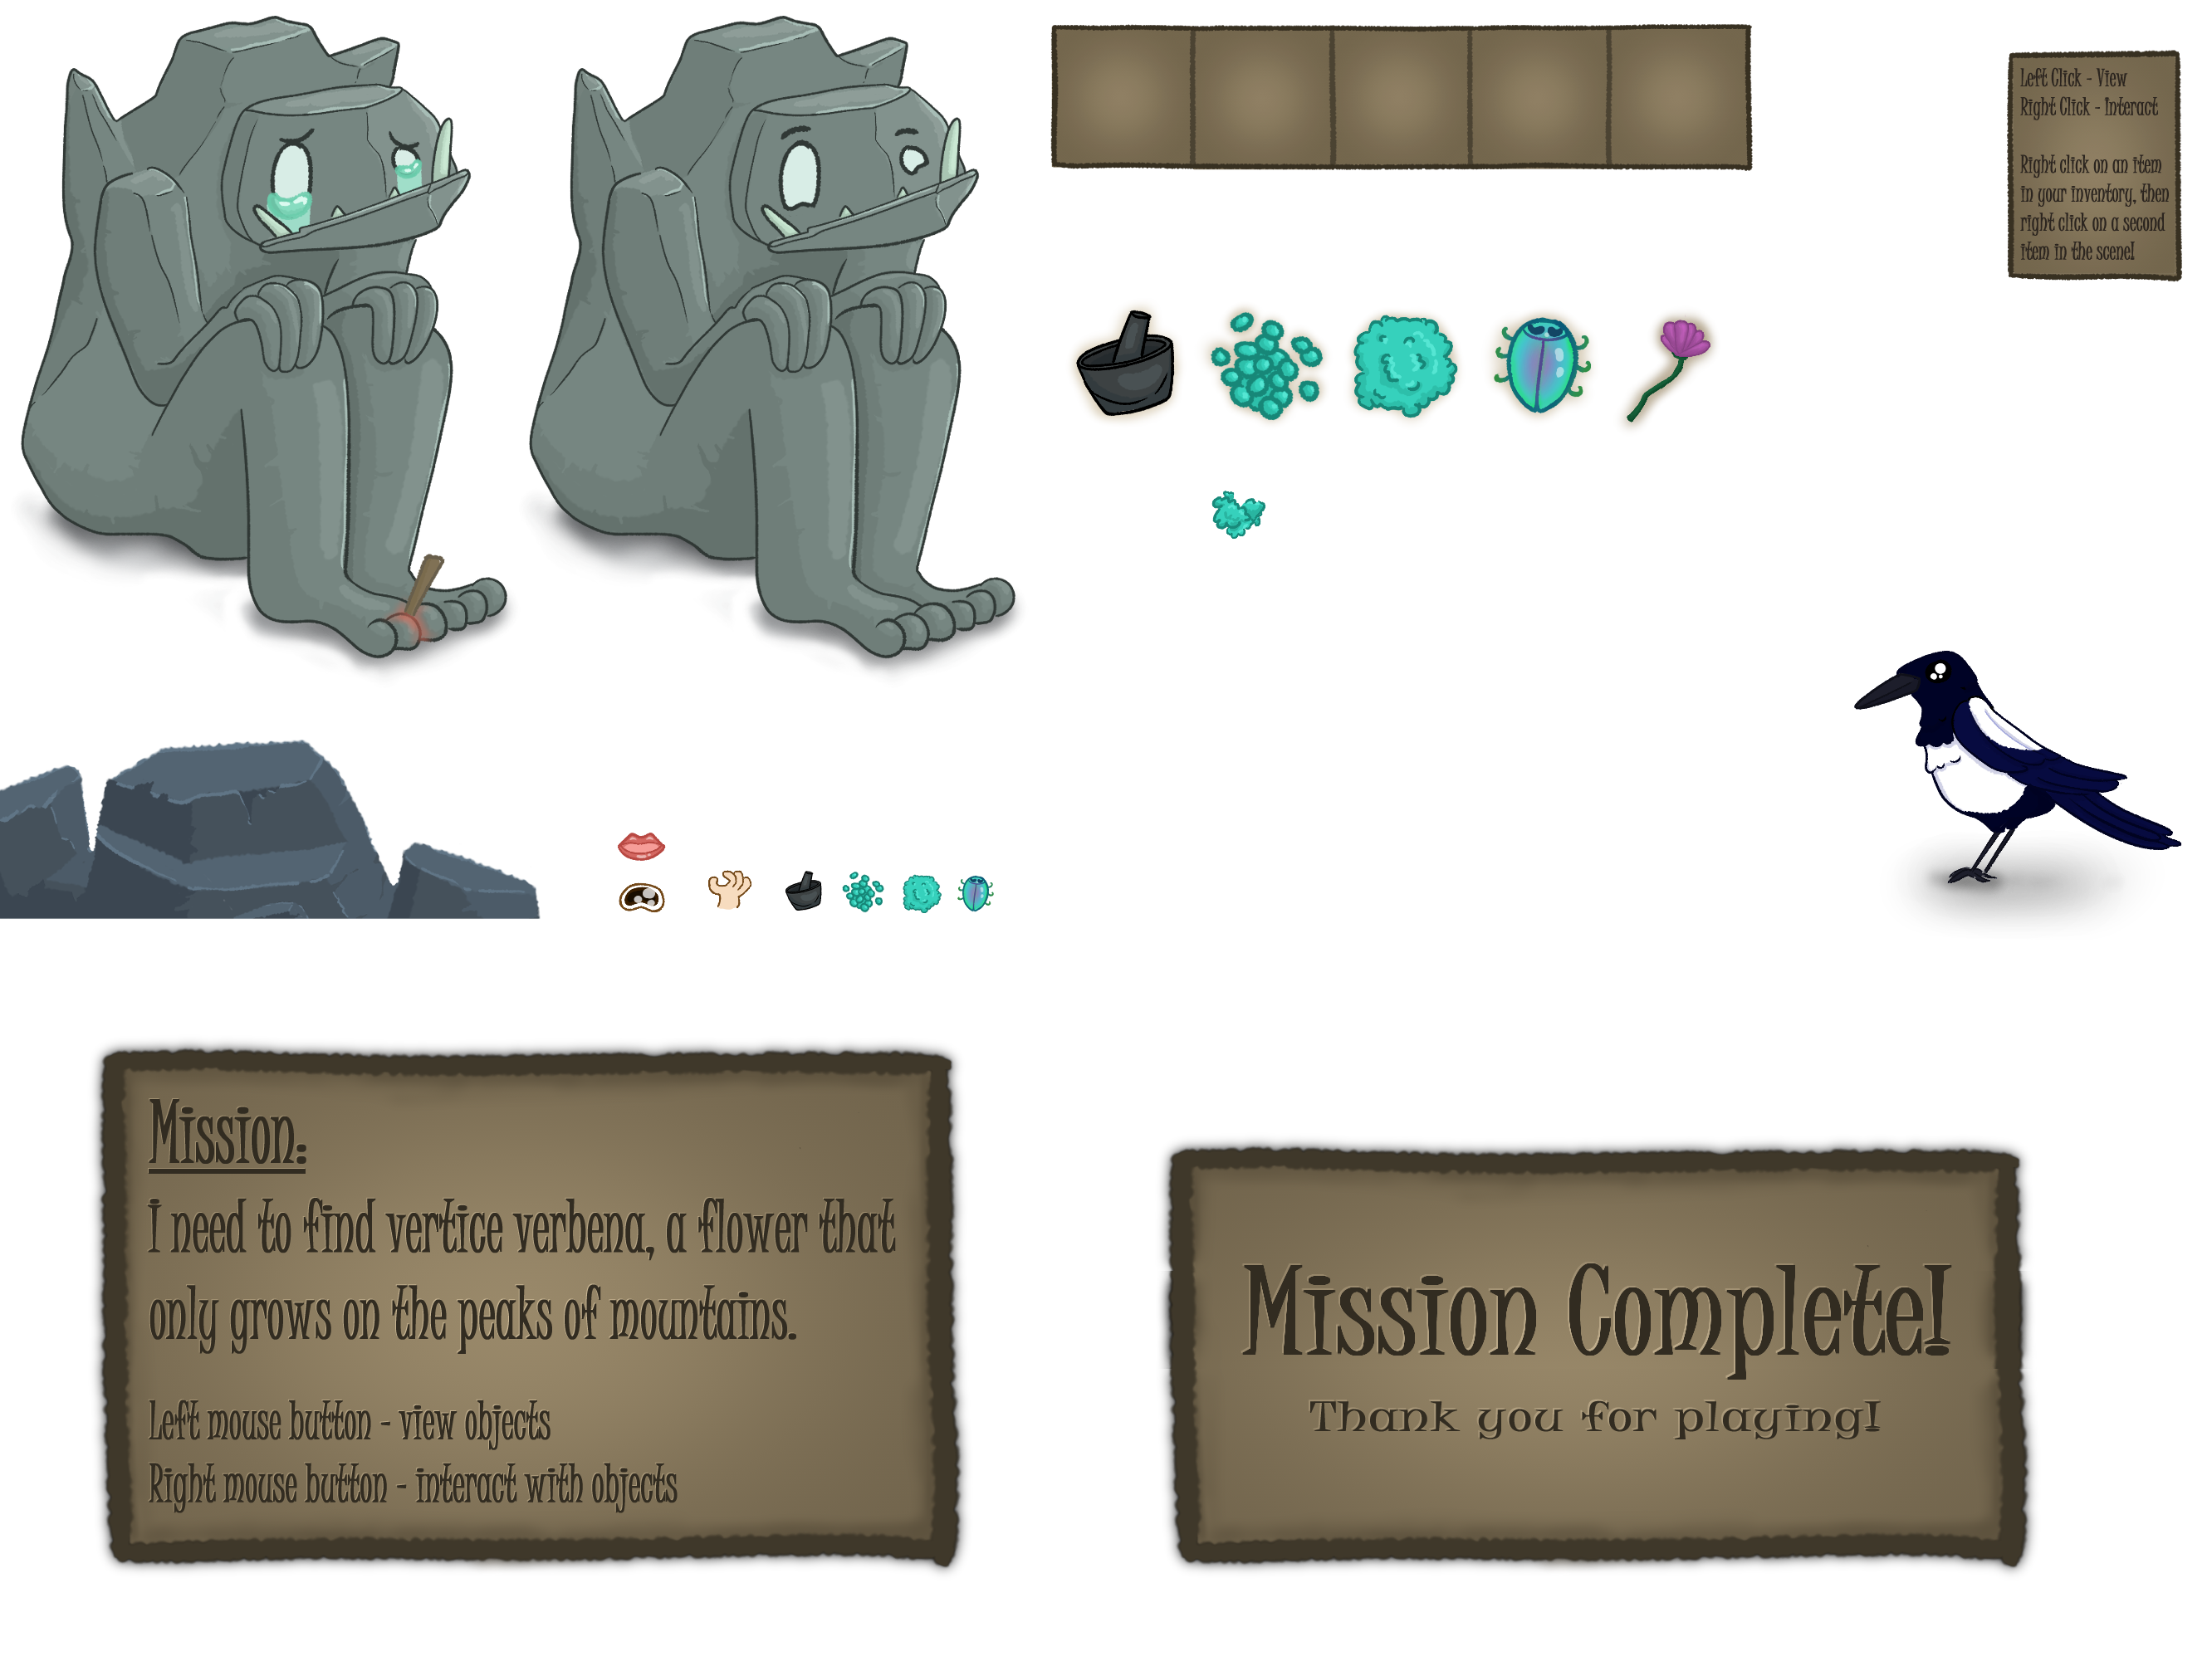 Left Click - View
Right Click - Interact
Right click on an item
in your inventory, then
right click on a second
item in the scene!
Mission:
I need to find vertice verbena, a flower that
only grows on the peaks of mountains.
Left mouse button - view objects
Right mouse button - interact with objects
Mission Complete!
Thank you for playing!